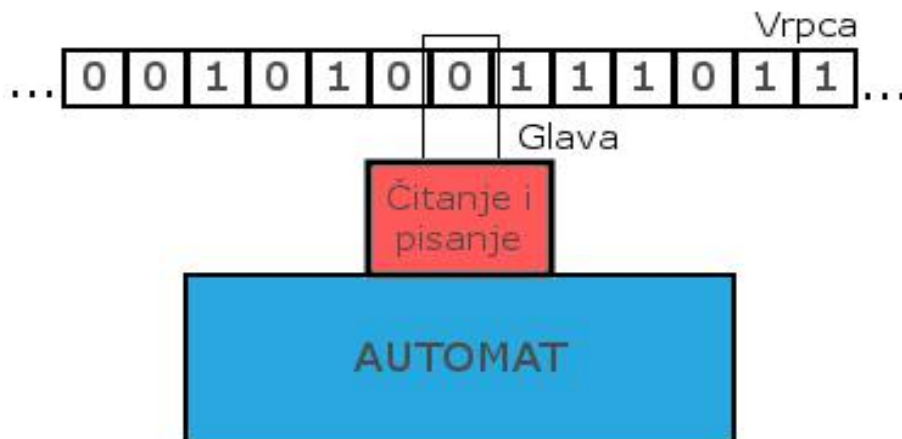 Vrpca
... 0 0 1 0 1 0 0 1 1 1 0 1 1 ...
Glava
Čitanje i
pisanje
AUTOMAT